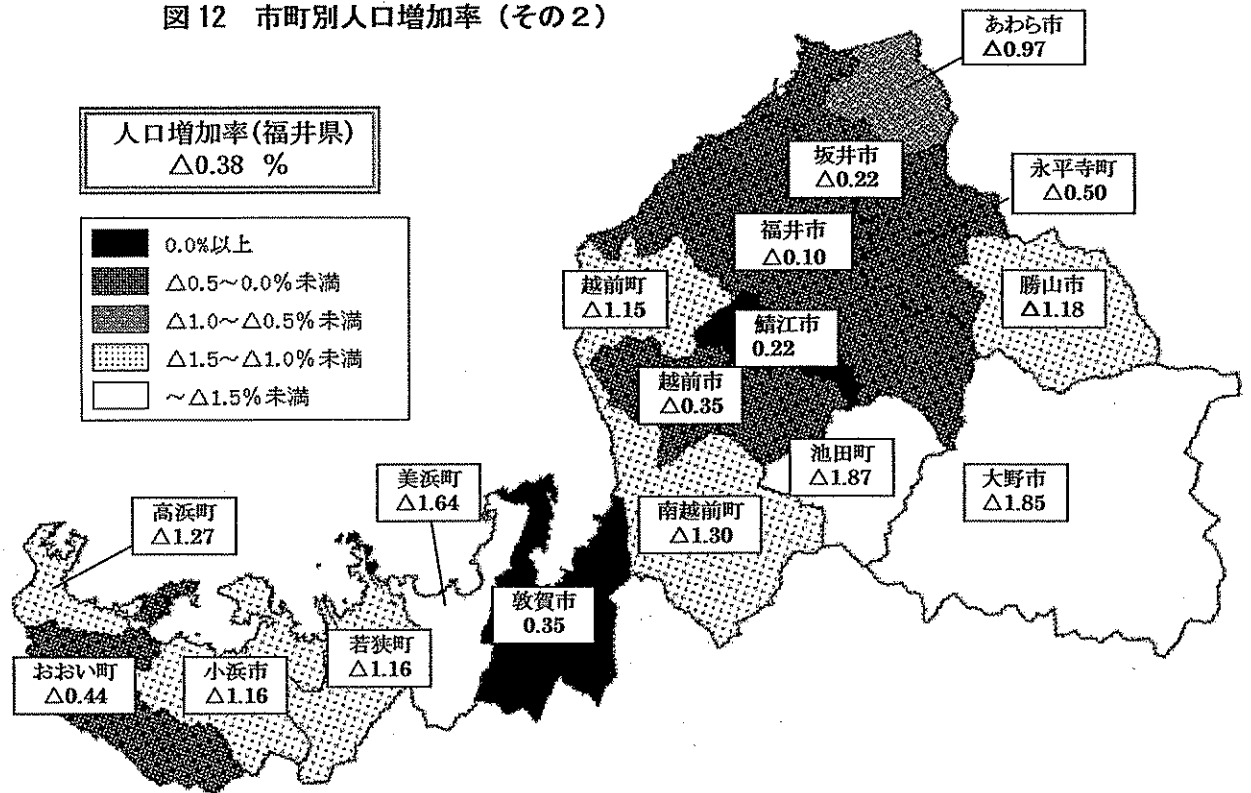 図12 市町別人口増加率（その２）
人口増加率(福井県)
△0.38 %
0.0%以上
△0.5～0.0%未満
△1.0～△0.5%未満
△1.5～△1.0%未満
～△1.5%未満
あわら市
△0.97
坂井市
△0.22
永平寺町
△0.50
福井市
△0.10
越前町
△1.15
勝山市
△1.18
鯖江市
0.22
越前市
△0.35
池田町
△1.87
大野市
△1.85
南越前町
△1.30
美浜町
△1.64
高浜町
△1.27
敦賀市
0.35
若狭町
△1.16
おおい町
△0.44
小浜市
△1.16